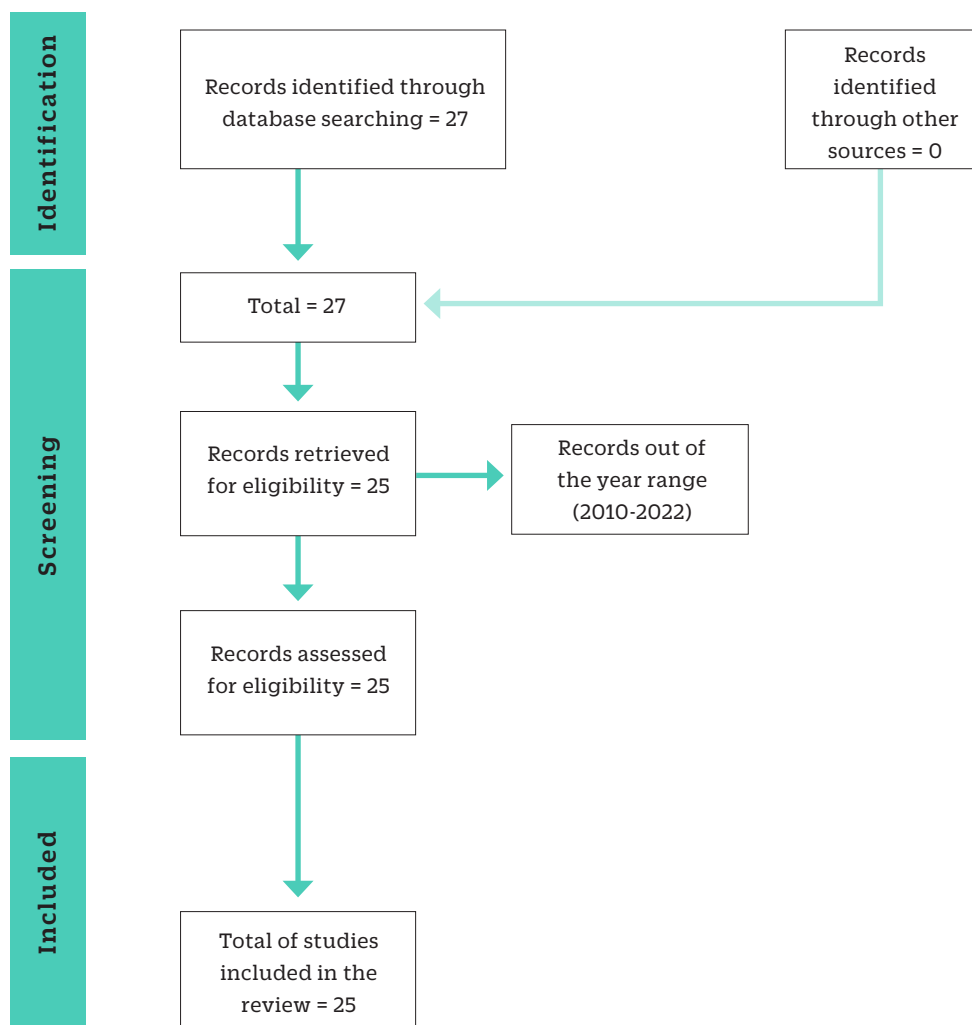 Identification
Records identified through
database searching = 27
Records
identified
through other
sources = 0
Screening
Total = 27
Records retrieved
for eligibility = 25
Records out of
the year range
(2010-2022)
Records assessed
for eligibility = 25
Included
Total of studies
included in the
review = 25